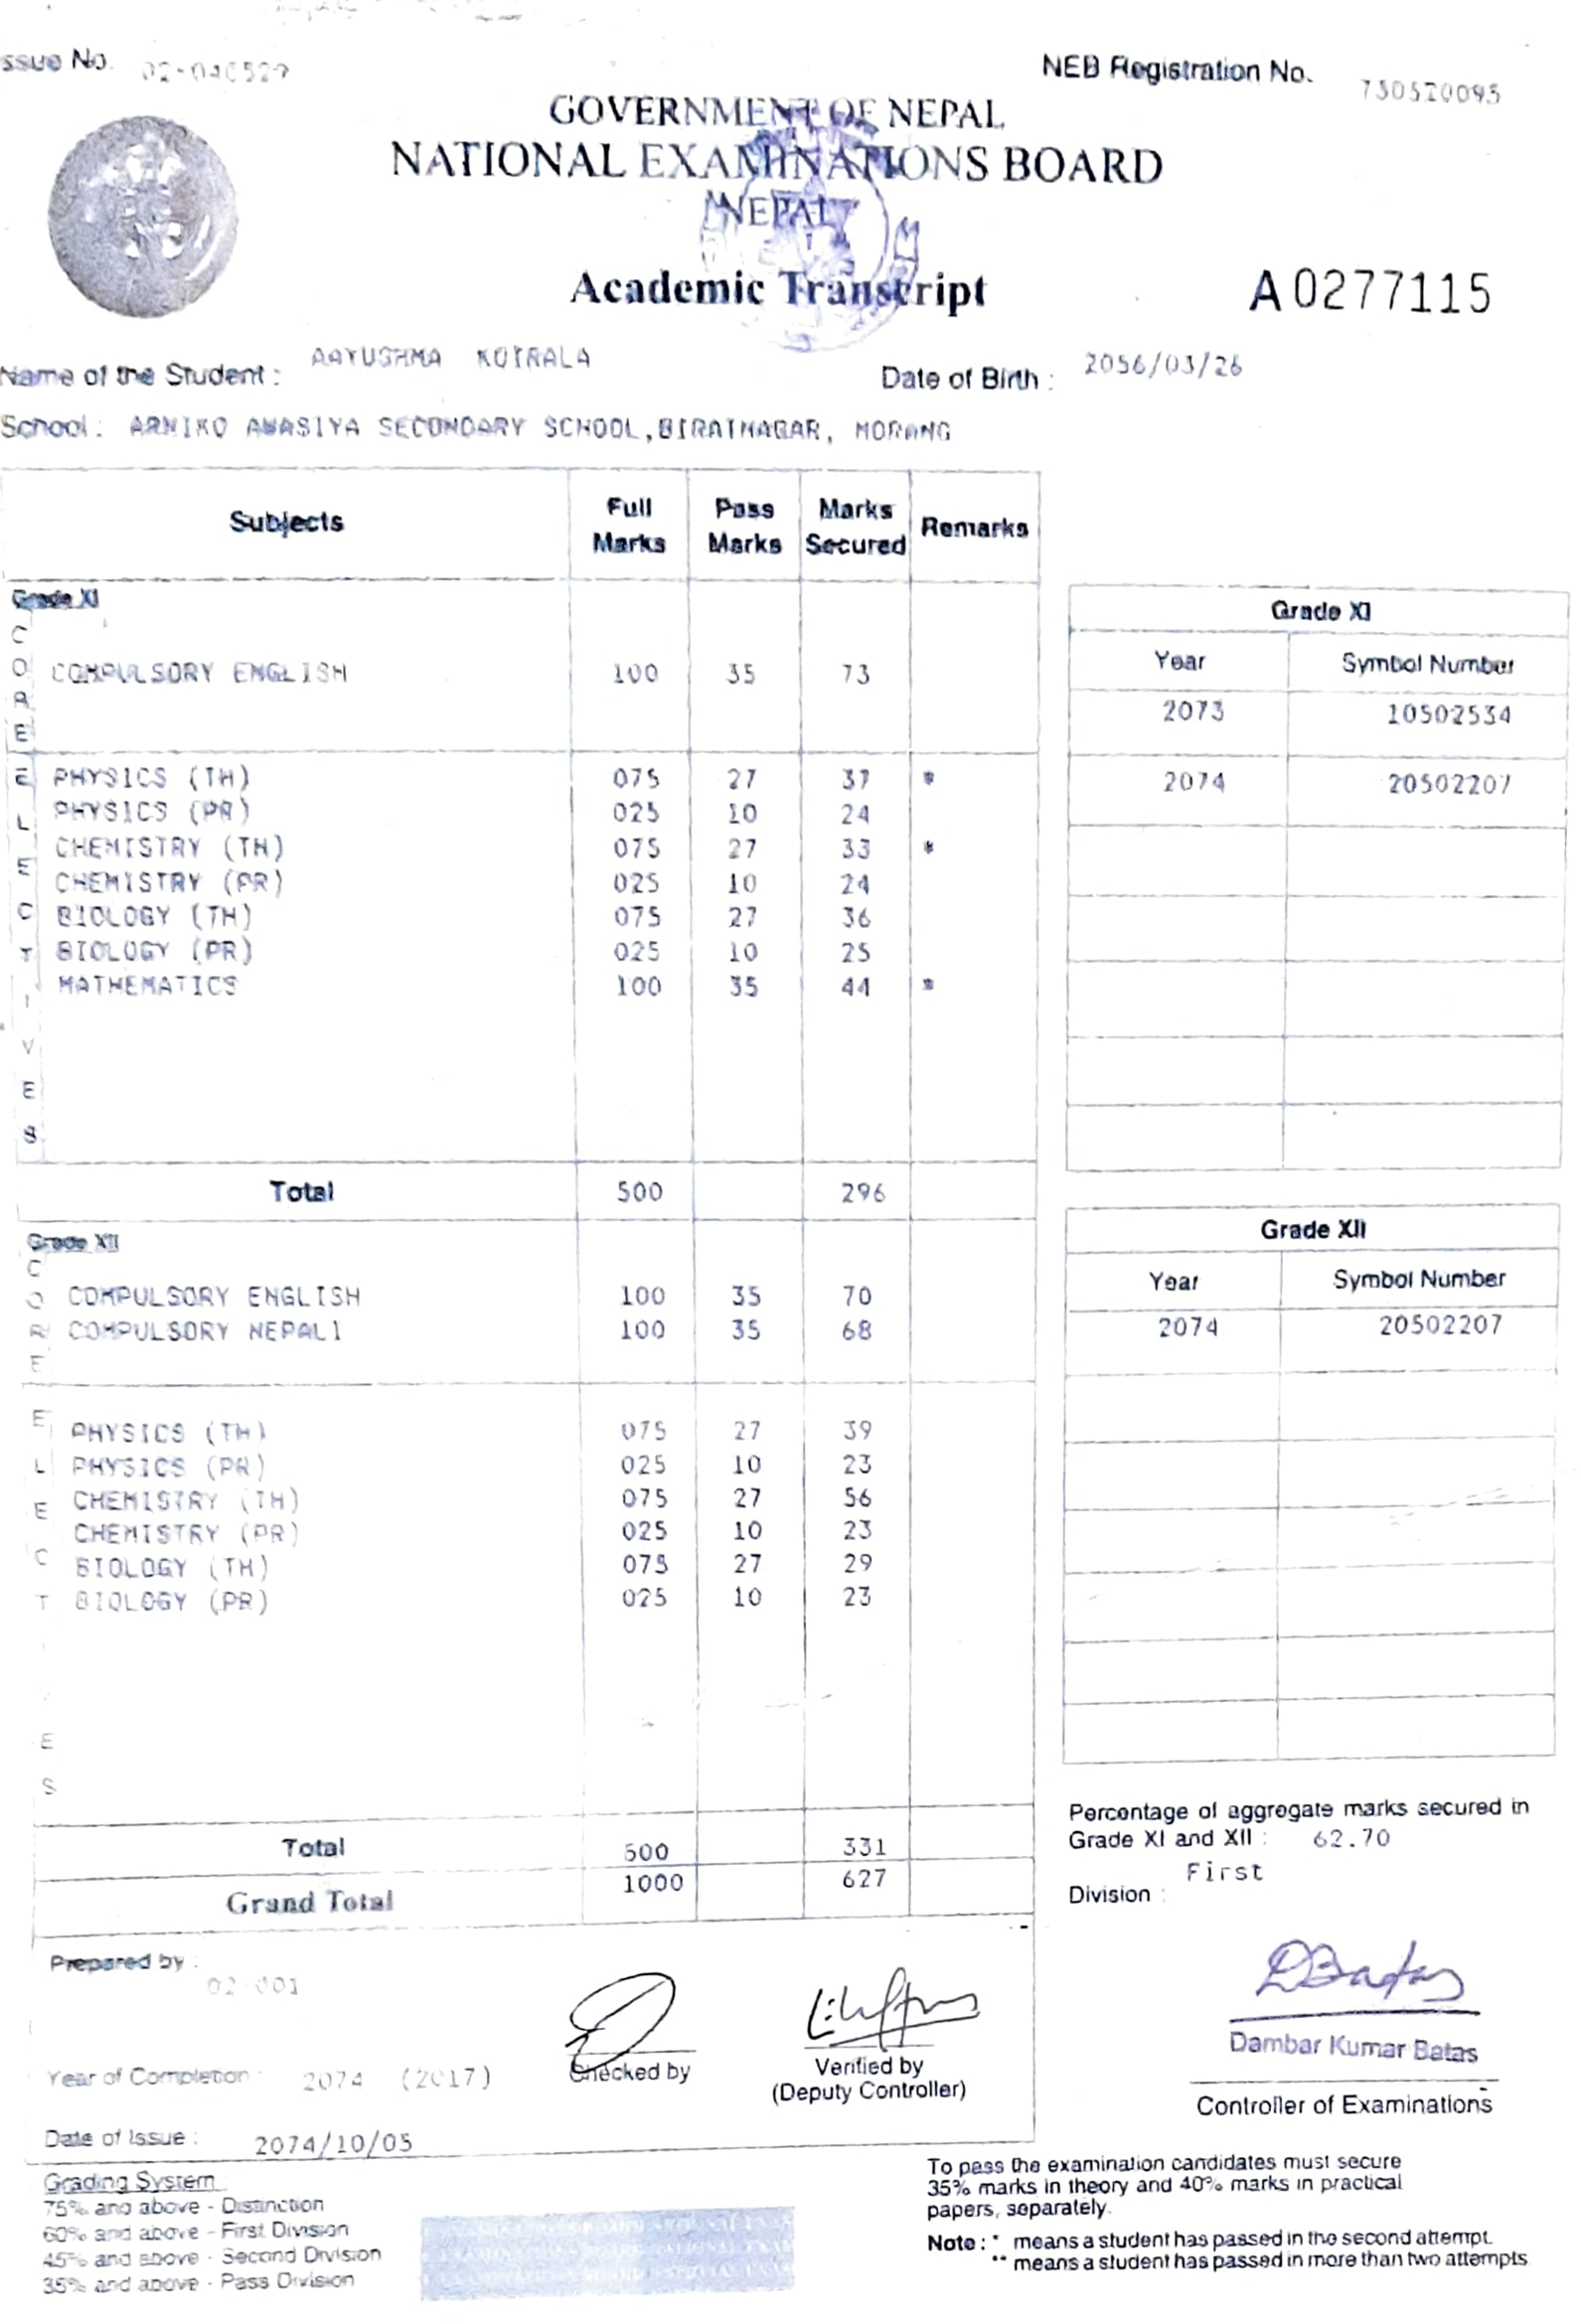 Issue No. 02-040529
NEB Registration No. 730520095
GOVERNMENT OF NEPAL
NATIONAL EXAMINATIONS BOARD
NEPAL
Academic Transcript
A0277115
Name of the Student : AAYUSHMA KOIRALA
Date of Birth : 2056/03/26
School : ARNIKO AWASIYA SECONDARY SCHOOL,BIRATNAGAR, MORANG
Subjects Full Marks Pass Marks Marks Secured Remarks
Grade XI
CORE
COMPULSORY ENGLISH 100 35 73
ELECTIVES
PHYSICS (TH) 075 27 37 *
PHYSICS (PR) 025 10 24
CHEMISTRY (TH) 075 27 33 *
CHEMISTRY (PR) 025 10 24
BIOLOGY (TH) 075 27 36
BIOLOGY (PR) 025 10 25
MATHEMATICS 100 35 44 *
Total 500 296
Grade XII
CORE
COMPULSORY ENGLISH 100 35 70
COMPULSORY NEPALI 100 35 68
ELECT ES
PHYSICS (TH) 075 27 39
PHYSICS (PR) 025 10 23
CHEMISTRY (TH) 075 27 56
CHEMISTRY (PR) 025 10 23
BIOLOGY (TH) 075 27 29
BIOLOGY (PR) 025 10 23
Total 500 331
Grand Total 1000 627
Grade XI
Year Symbol Number
2073 10502534
2074 20502207
Grade XII
Year Symbol Number
2074 20502207
Percentage of aggregate marks secured in
Grade XI and XII : 62.70
Division : First
Prepared by :
02 001
Checked by
Verified by
(Deputy Controller)
DBatas
Dambar Kumar Batas
Controller of Examinations
Year of Completion : 2074 (2017)
Date of Issue : 2074/10/05
Grading System
75% and above - Distinction
60% and above - First Division
45% and above - Second Division
35% and above - Pass Division
To pass the examination candidates must secure
35% marks in theory and 40% marks in practical
papers, separately.
Note : * means a student has passed in the second attempt.
** means a student has passed in more than two attempts